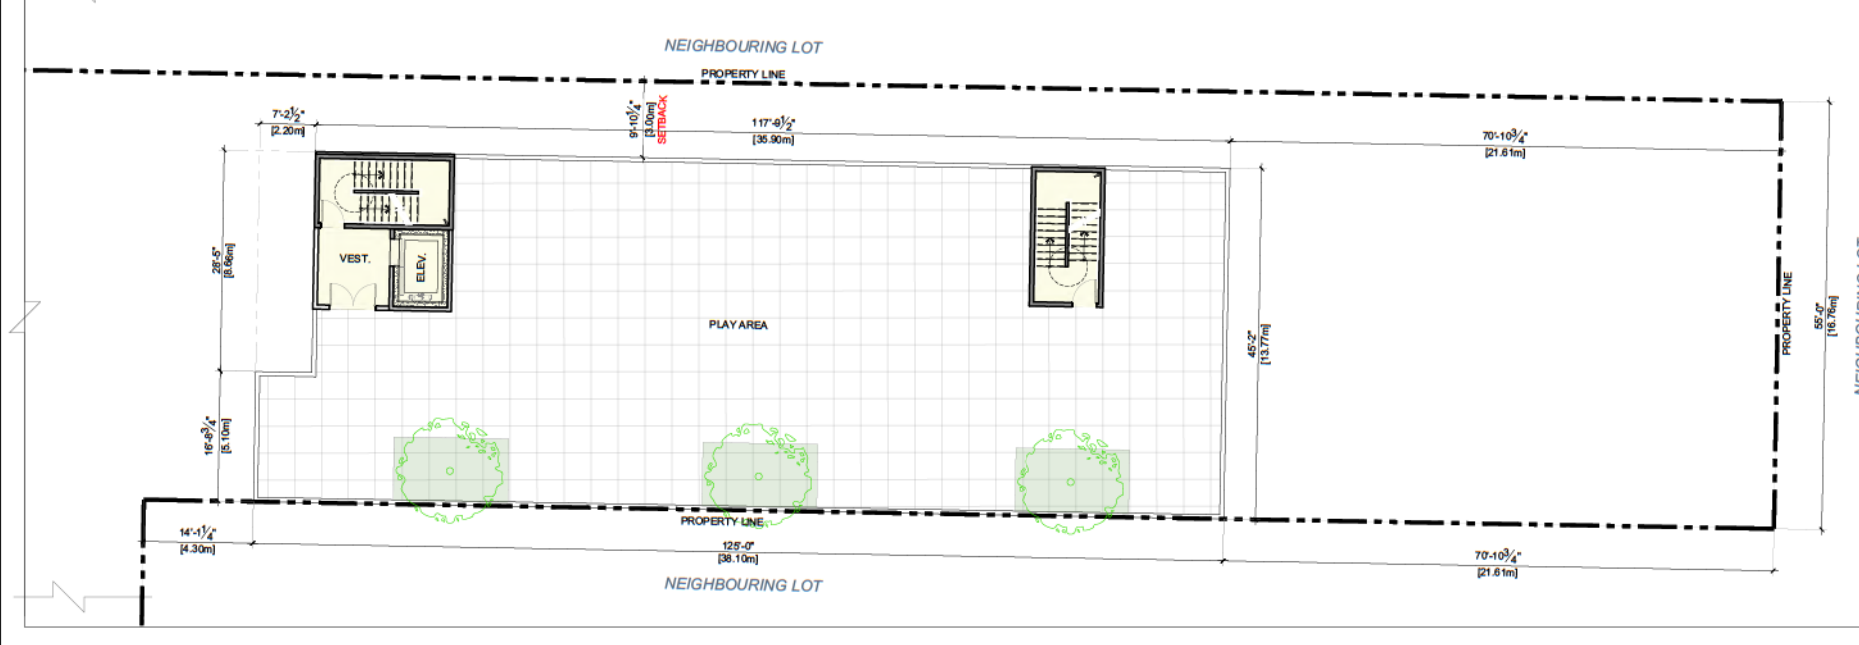 NEIGHBOURING LOT
PROPERTY LINE
7'-2½"
[2.20m]
9'-10¼"
[3.00m]
SETBACK
117'-9½"
[35.90m]
70'-10¾"
[21.61m]
28'-5"
[8.66m]
VEST.
ELEV.
PLAY AREA
45'-2"
[13.77m]
PROPERTY LINE
55'-0"
[16.76m]
16'-8¾"
[5.10m]
PROPERTY LINE
14'-1¼"
[4.30m]
125'-0"
[38.10m]
70'-10¾"
[21.61m]
NEIGHBOURING LOT